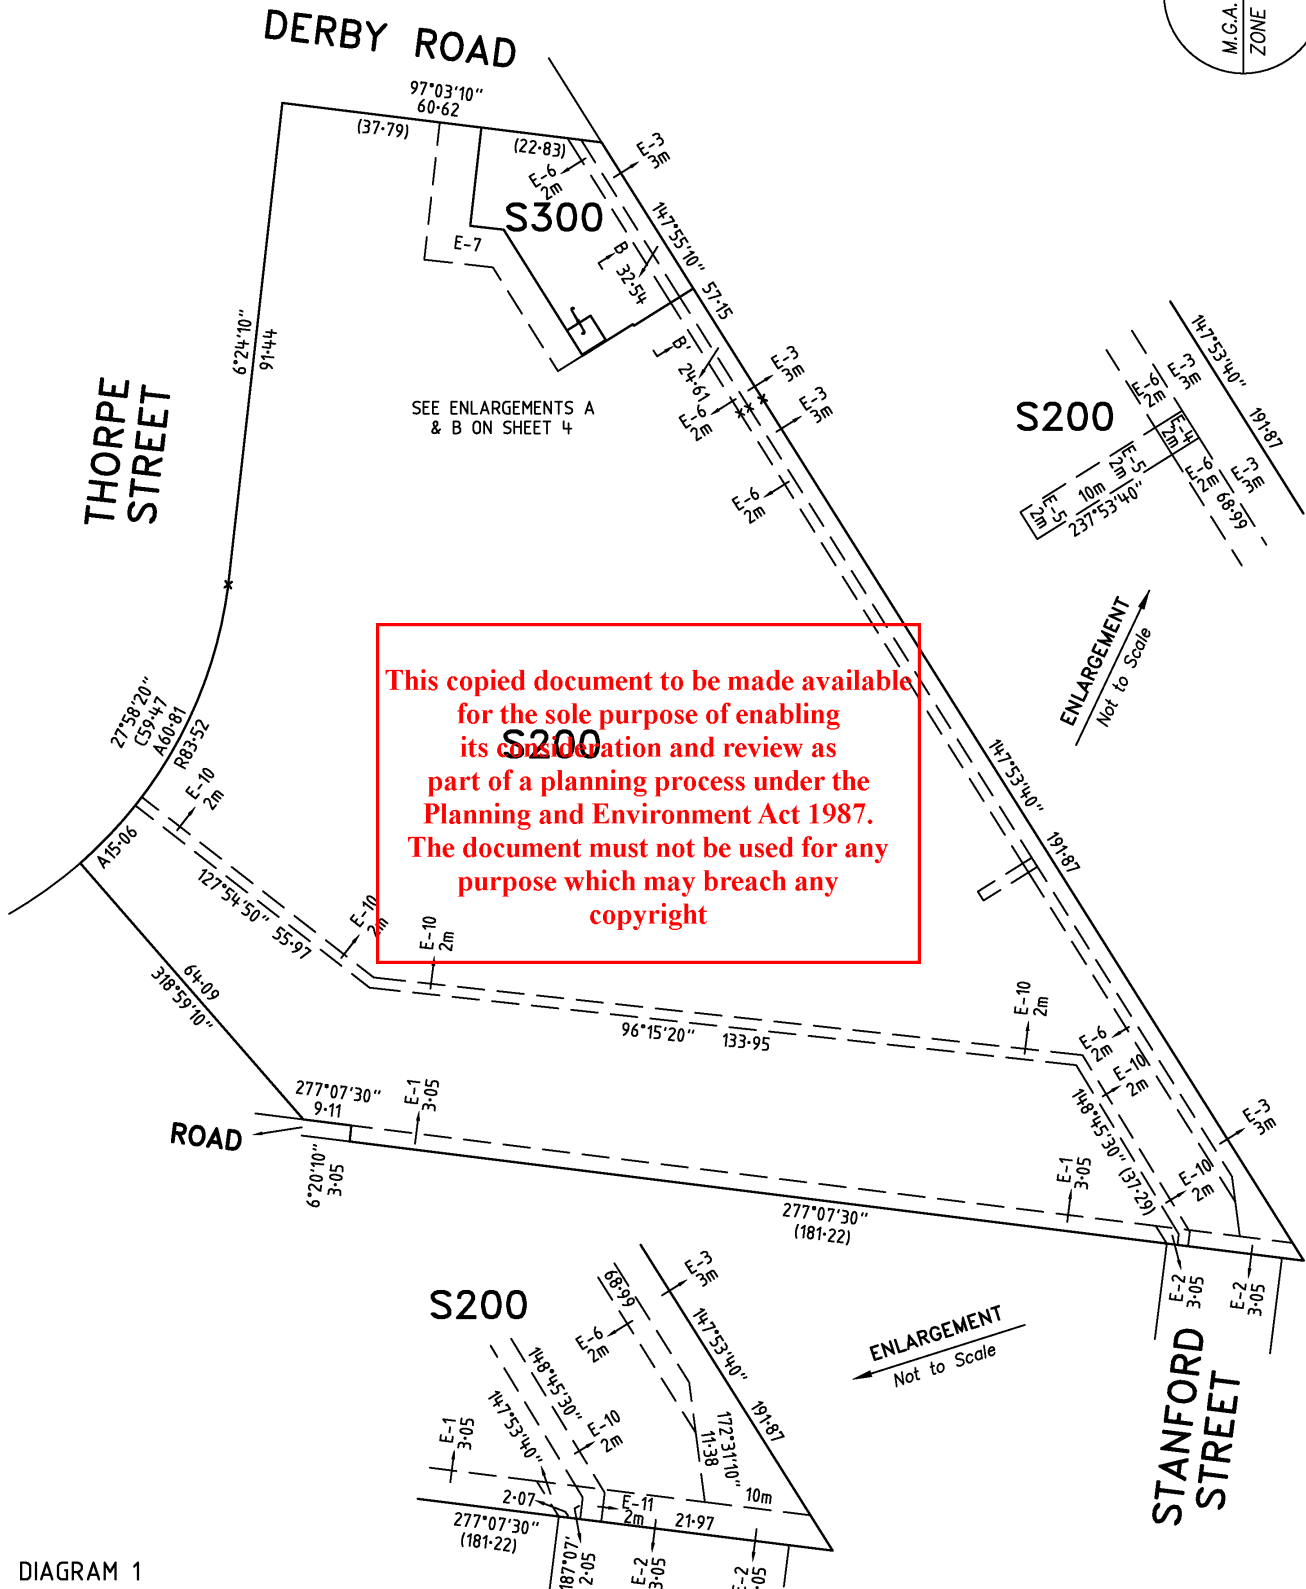 DERBY ROAD
M.G.A.
ZONE
97°03'10"
60·62
(37·79)
(22·83)
E-3
3m
E-6
2m
S300
147°55'10"
57·15
B
32·54
E-7
B'
24·61
6°24'10"
91·44
THORPE
STREET
SEE ENLARGEMENTS A
& B ON SHEET 4
E-3
3m
E-3
3m
E-6
2m
E-6
2m
S200
147°53'40"
191·87
E-6
2m
E-3
3m
E-4
2m
E-5
2m
10m
E-5
2m
237°53'40"
E-6
2m
E-3
3m
68·99
ENLARGEMENT
Not to Scale
This copied document to be made available
for the sole purpose of enabling
its consideration and review as
part of a planning process under the
Planning and Environment Act 1987.
The document must not be used for any
purpose which may breach any
copyright
S200
27°58'20"
C59·47
A60·81
R83·52
E-10
2m
A15·06
127°54'50" 55·97
E-10
2m
E-10
2m
147°53'40"
191·87
64·09
318°59'10"
96°15'20" 133·95
E-10
2m
E-6
2m
E-10
2m
148°45'30" (37·29)
E-10
2m
E-3
3m
277°07'30"
9·11
E-1
3·05
ROAD
6°20'10"
3·05
E-1
3·05
277°07'30"
(181·22)
E-2
3·05
E-2
3·05
STANFORD
STREET
S200
68·99
E-3
3m
E-6
2m
147°53'40"
191·87
148°45'30"
147°53'40"
E-10
2m
172°31'10"
11·38
E-1
3·05
10m
2·07
E-11
2m
21·97
277°07'30"
(181·22)
187°07'
2·05
E-2
3·05
E-2
·05
ENLARGEMENT
Not to Scale
DIAGRAM 1